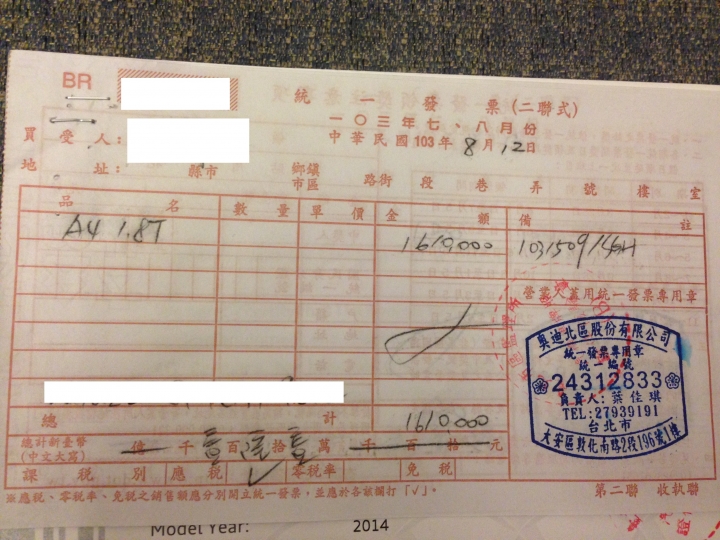 BR
統一發票(二聯式)
一〇三年七、八月份
中華民國103年8月12日
買受人：
地址： 縣市 鄉鎮市區 路街 段 巷 弄 號 樓 室
品名 數量 單價 金額 備註
A4 1.8T 1610,000
營業人蓋用統一發票專用章
奧迪北區股份有限公司
統一發票專用章
統一編號
24312833
負責人：葉佳琪
TEL:27939191
台北市
大安區敦化南路2段196號1樓
總計 1610,000
總計新臺幣(中文大寫) 億 千 壹 百 陸 拾 壹 萬 千 百 拾 元
課稅別 應稅 ✓ 零稅率 免稅
※應稅、零稅率、免稅之銷售額應分別開立統一發票，並應於各該欄打「√」。
第二聯 收執聯
Model Year: 2014